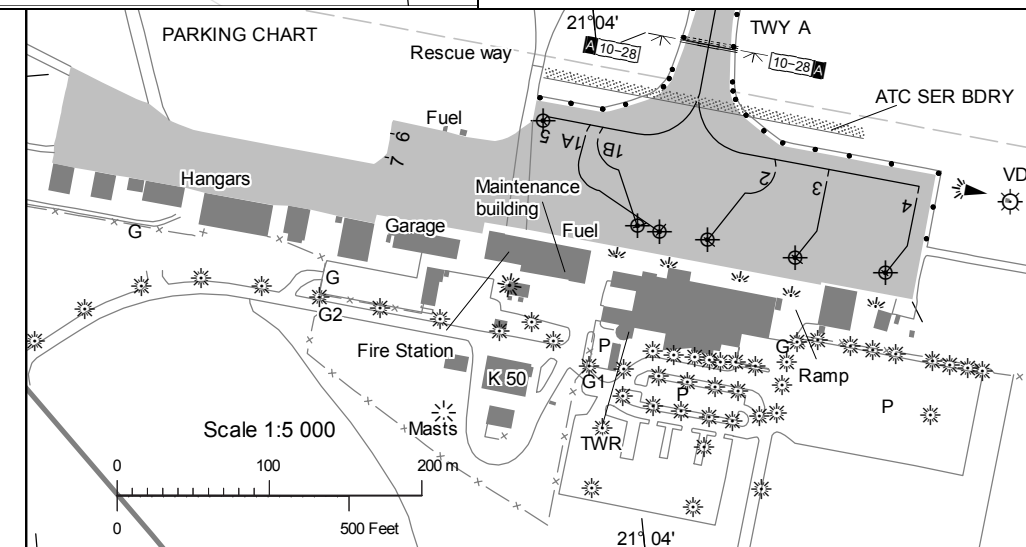 21°04'
TWY A
PARKING CHART
A 10-28
10-28 A
Rescue way
ATC SER BDRY
Fuel
5
1A
1B
6
7
2
3
4
VD
Hangars
Maintenance
building
Garage
Fuel
G
G
G2
Fire Station
P
G
G1
K 50
Ramp
P
P
Masts
Scale 1:5 000
TWR
0
100
200 m
0
500 Feet
21° 04'